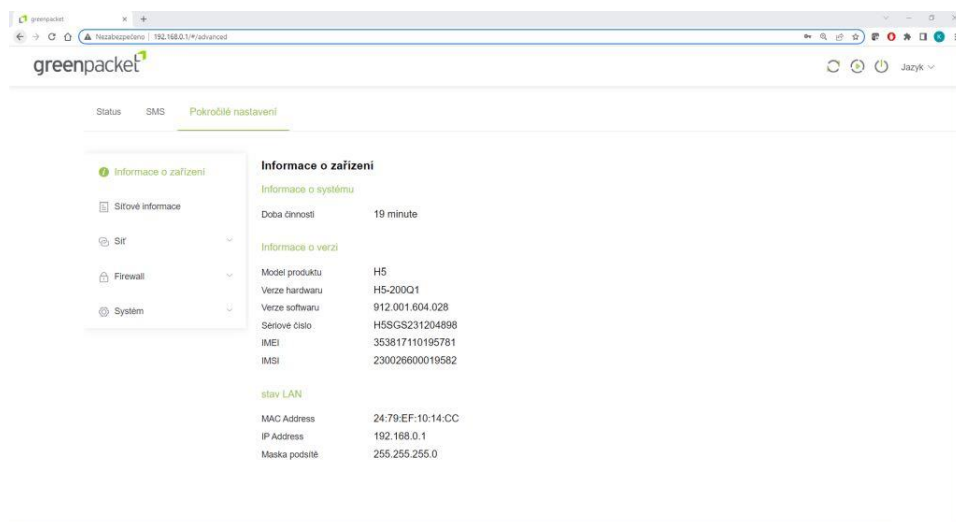 greenpacket
Nezabezpečeno | 192.168.0.1/#/advanced
greenpacket
Jazyk
Status SMS Pokročilé nastavení
Informace o zařízení
Síťové informace
Síť
Firewall
Systém
Informace o zařízení
Informace o systému
Doba činnosti 19 minute
Informace o verzi
Model produktu H5
Verze hardwaru H5-200Q1
Verze softwaru 912.001.604.028
Sériové číslo H5SGS231204898
IMEI 353817110195781
IMSI 230026600019582
stav LAN
MAC Address 24:79:EF:10:14:CC
IP Address 192.168.0.1
Maska podsítě 255.255.255.0